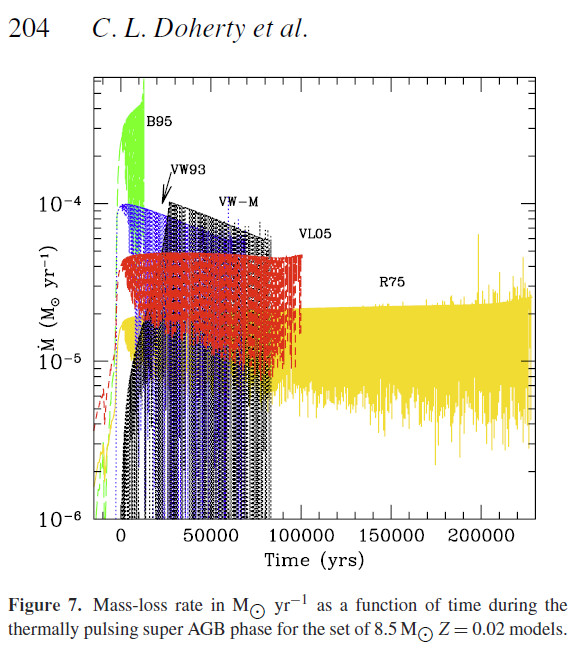 204 C. L. Doherty et al.
B95
VW93
VW-M
VL05
R75
10⁻⁴
10⁻⁵
10⁻⁶
Ṁ (M⊙ yr⁻¹)
0 50000 100000 150000 200000
Time (yrs)
Figure 7. Mass-loss rate in M⊙ yr⁻¹ as a function of time during the
thermally pulsing super AGB phase for the set of 8.5 M⊙ Z = 0.02 models.